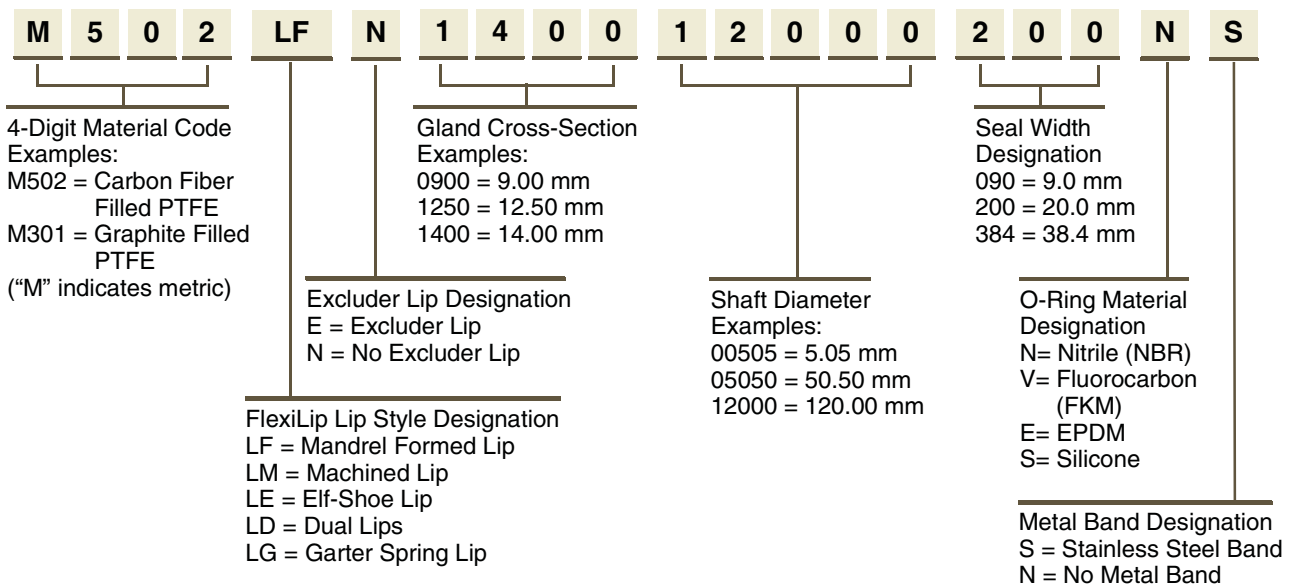 M 5 0 2 LF N 1 4 0 0 1 2 0 0 0 2 0 0 N S
4-Digit Material Code
Examples:
M502 = Carbon Fiber
Filled PTFE
M301 = Graphite Filled
PTFE
(“M” indicates metric)
Gland Cross-Section
Examples:
0900 = 9.00 mm
1250 = 12.50 mm
1400 = 14.00 mm
Seal Width
Designation
090 = 9.0 mm
200 = 20.0 mm
384 = 38.4 mm
Excluder Lip Designation
E = Excluder Lip
N = No Excluder Lip
Shaft Diameter
Examples:
00505 = 5.05 mm
05050 = 50.50 mm
12000 = 120.00 mm
O-Ring Material
Designation
N= Nitrile (NBR)
V= Fluorocarbon
(FKM)
E= EPDM
S= Silicone
FlexiLip Lip Style Designation
LF = Mandrel Formed Lip
LM = Machined Lip
LE = Elf-Shoe Lip
LD = Dual Lips
LG = Garter Spring Lip
Metal Band Designation
S = Stainless Steel Band
N = No Metal Band